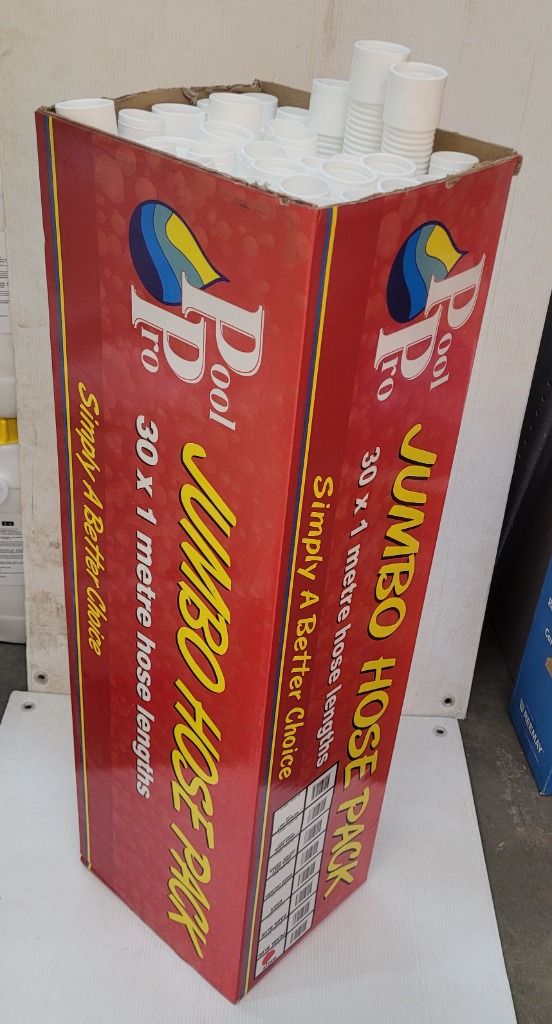 Pool
Pro
JUMBO HOSE PACK
30 x 1 metre hose lengths
Simply A Better Choice
Pool
Pro
JUMBO HOSE PACK
30 x 1 metre hose lengths
Simply A Better Choice
REEMAY